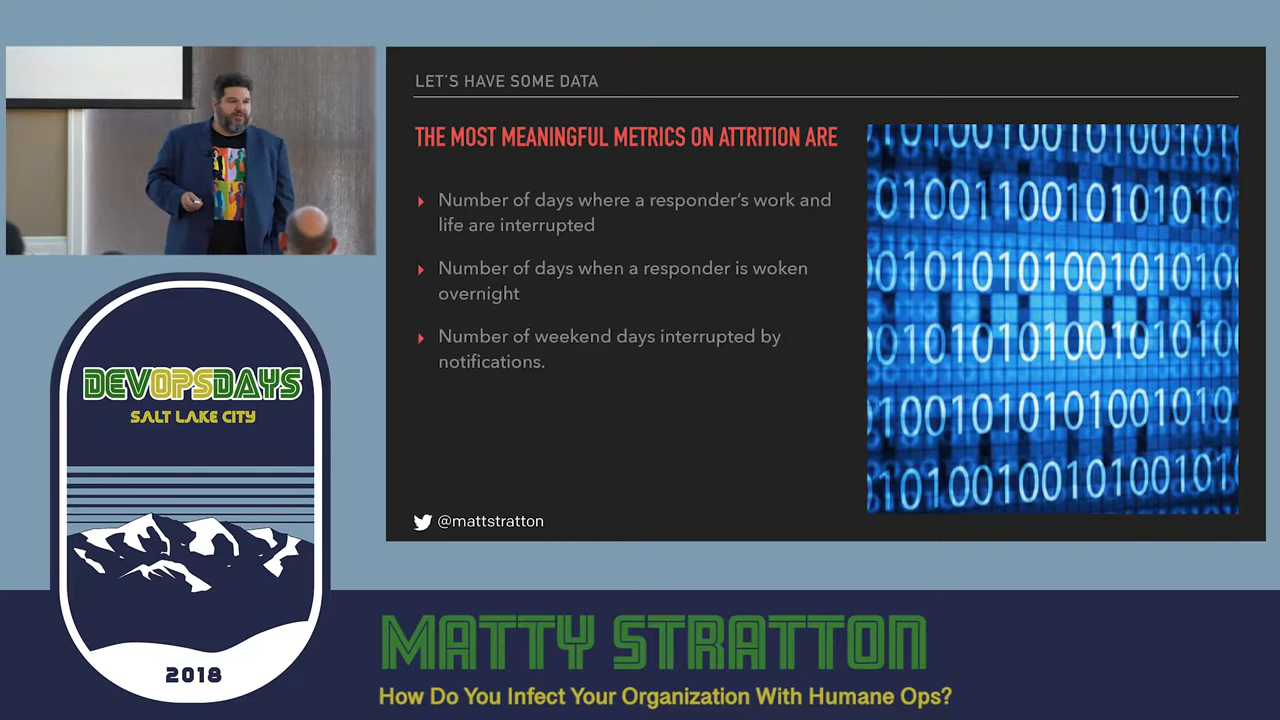 LET'S HAVE SOME DATA
THE MOST MEANINGFUL METRICS ON ATTRITION ARE
Number of days where a responder's work and
life are interrupted
Number of days when a responder is woken
overnight
Number of weekend days interrupted by
notifications.
@mattstratton
DEVOPSDAYS
SALT LAKE CITY
2018
MATTY STRATTON
How Do You Infect Your Organization With Humane Ops?